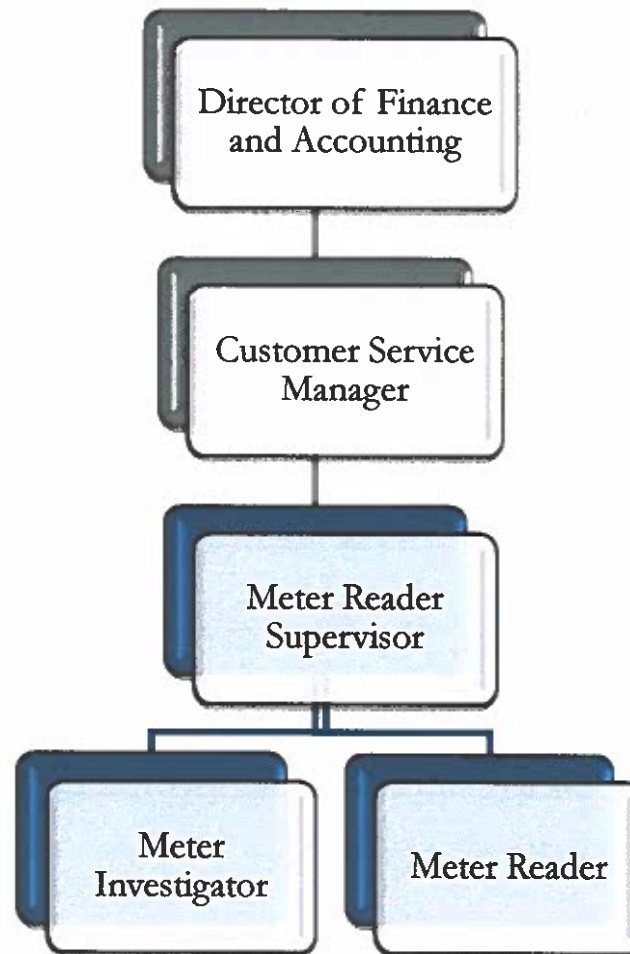 Director of Finance
and Accounting
Customer Service
Manager
Meter Reader
Supervisor
Meter
Investigator
Meter Reader